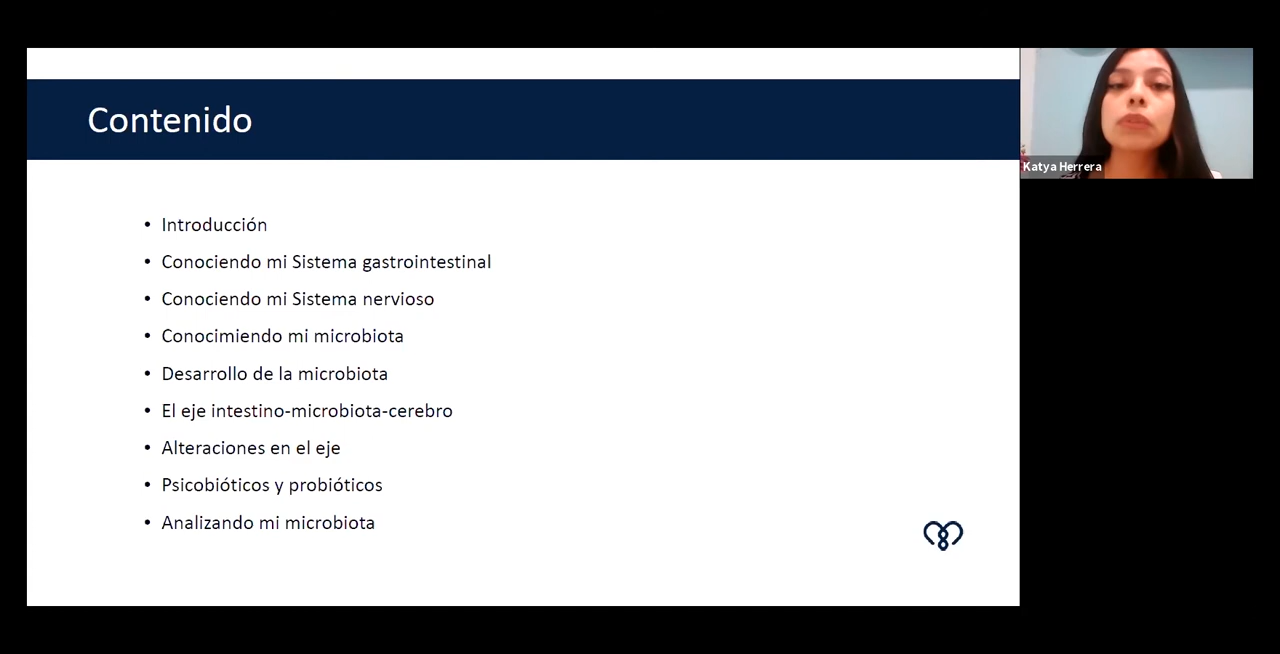 Contenido
• Introducción
• Conociendo mi Sistema gastrointestinal
• Conociendo mi Sistema nervioso
• Conocimiendo mi microbiota
• Desarrollo de la microbiota
• El eje intestino-microbiota-cerebro
• Alteraciones en el eje
• Psicobióticos y probióticos
• Analizando mi microbiota
Katya Herrera